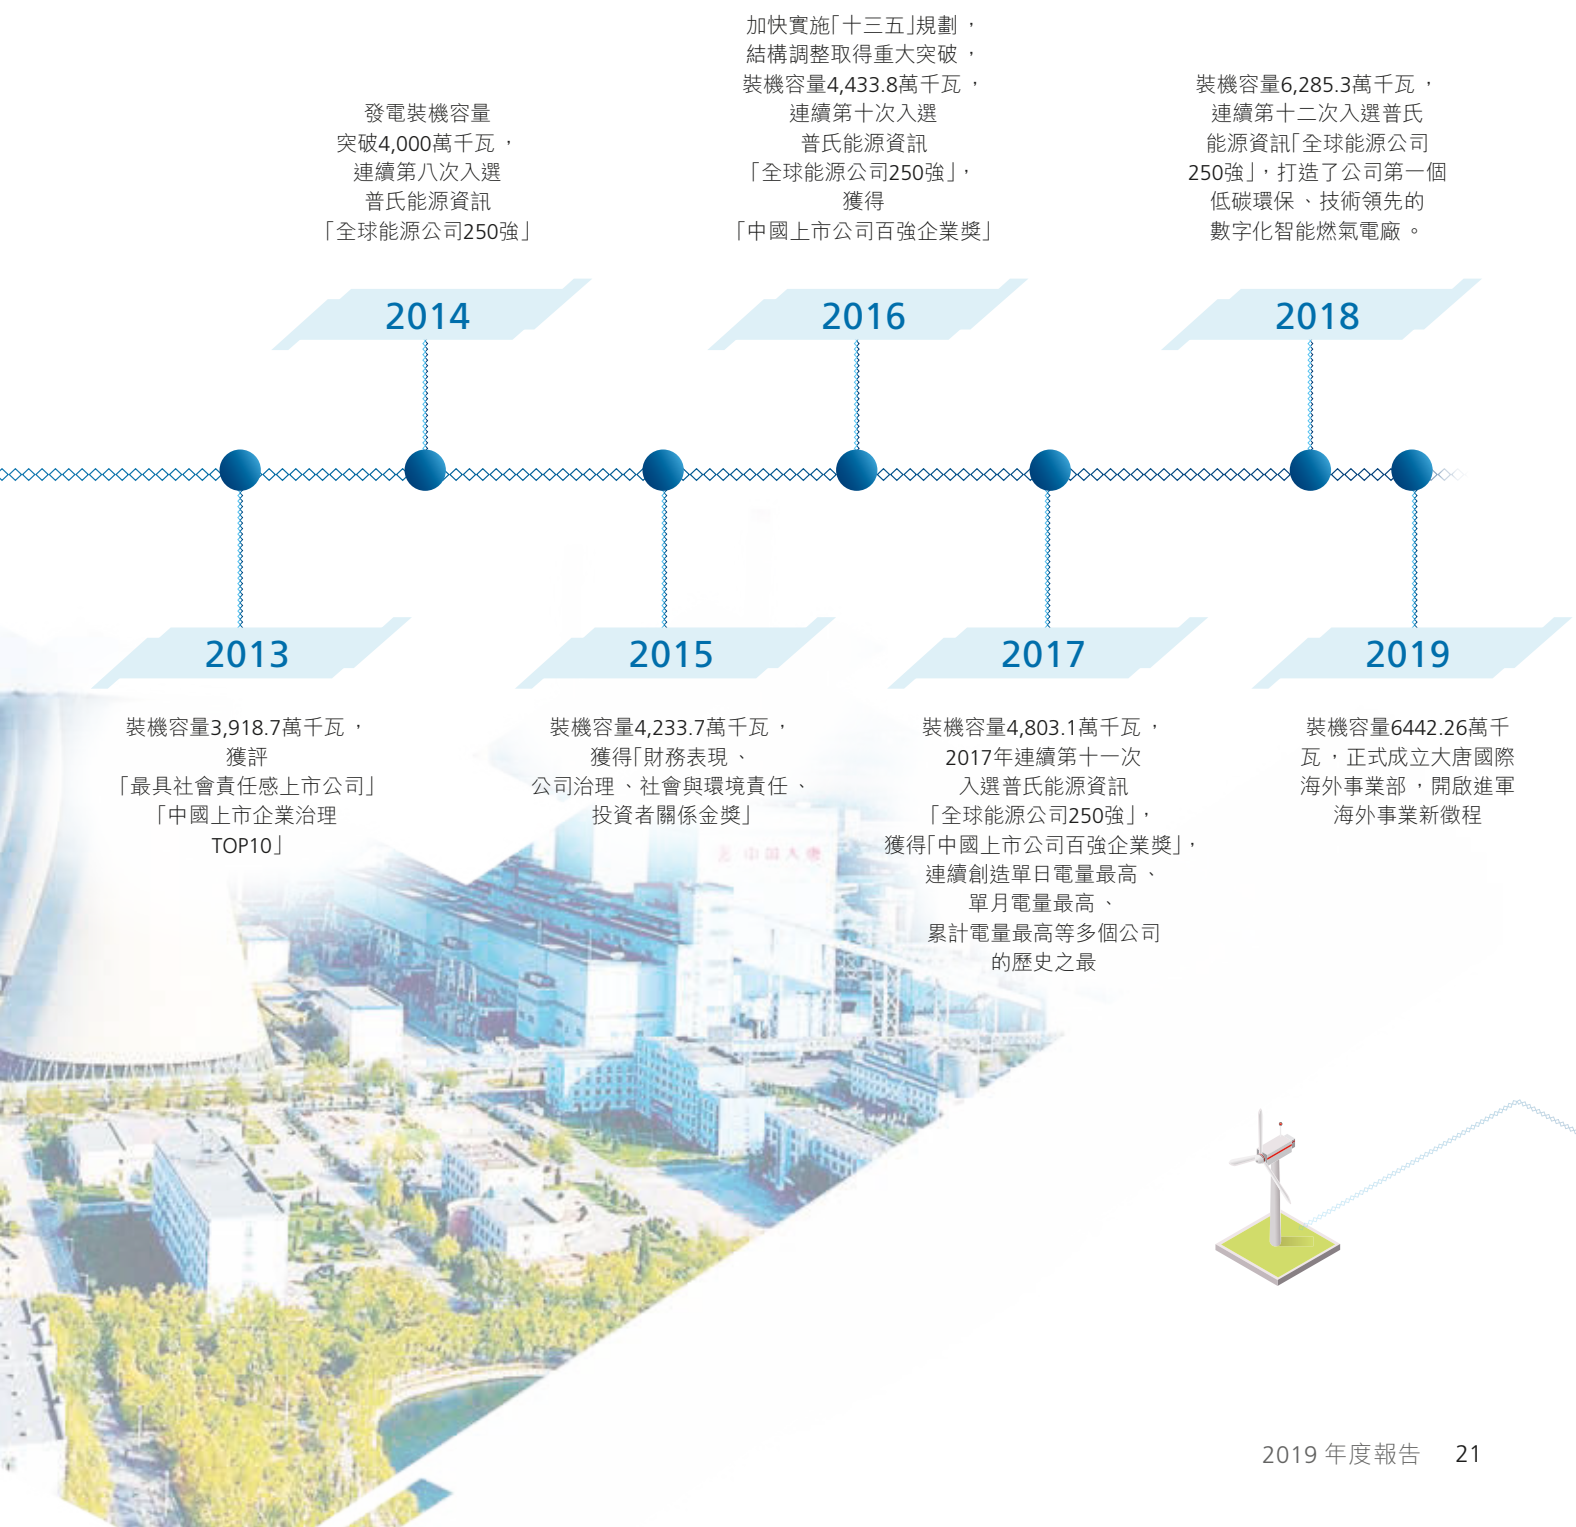 發電裝機容量
突破4,000萬千瓦，
連續第八次入選
普氏能源資訊
「全球能源公司250強」
2014
加快實施「十三五」規劃，
結構調整取得重大突破，
裝機容量4,433.8萬千瓦，
連續第十次入選
普氏能源資訊
「全球能源公司250強」，
獲得
「中國上市公司百強企業獎」
2016
裝機容量6,285.3萬千瓦，
連續第十二次入選普氏
能源資訊「全球能源公司
250強」，打造了公司第一個
低碳環保、技術領先的
數字化智能燃氣電廠。
2018
2013
裝機容量3,918.7萬千瓦，
獲評
「最具社會責任感上市公司」
「中國上市企業治理
TOP10」
2015
裝機容量4,233.7萬千瓦，
獲得「財務表現、
公司治理、社會與環境責任、
投資者關係金獎」
2017
裝機容量4,803.1萬千瓦，
2017年連續第十一次
入選普氏能源資訊
「全球能源公司250強」，
獲得「中國上市公司百強企業獎」，
連續創造單日電量最高、
單月電量最高、
累計電量最高等多個公司
的歷史之最
2019
裝機容量6442.26萬千
瓦，正式成立大唐國際
海外事業部，開啟進軍
海外事業新徵程
中国大唐
2019 年度報告 21